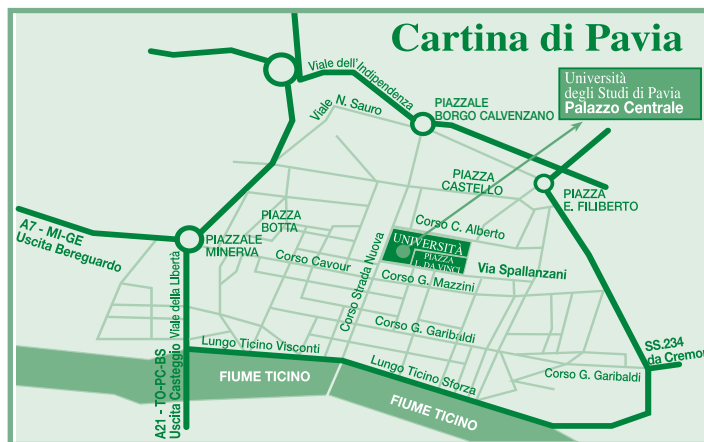 Cartina di Pavia
Viale dell'Indipendenza
Università
degli Studi di Pavia
Palazzo Centrale
Viale N. Sauro
PIAZZALE
BORGO CALVENZANO
PIAZZA
CASTELLO
PIAZZA
E. FILIBERTO
A7 - MI-GE
Uscita Bereguardo
PIAZZA
BOTTA
PIAZZALE
MINERVA
Corso C. Alberto
UNIVERSITÀ
PIAZZA
L. DA VINCI
Corso Cavour
Corso Strada Nuova
Corso G. Mazzini
Via Spallanzani
Viale della Libertà
Corso G. Garibaldi
Lungo Ticino Visconti
SS.234
da Cremor
Lungo Ticino Sforza
Corso G. Garibaldi
A21 - TO-PC-BS
Uscita Casteggio
FIUME TICINO
FIUME TICINO